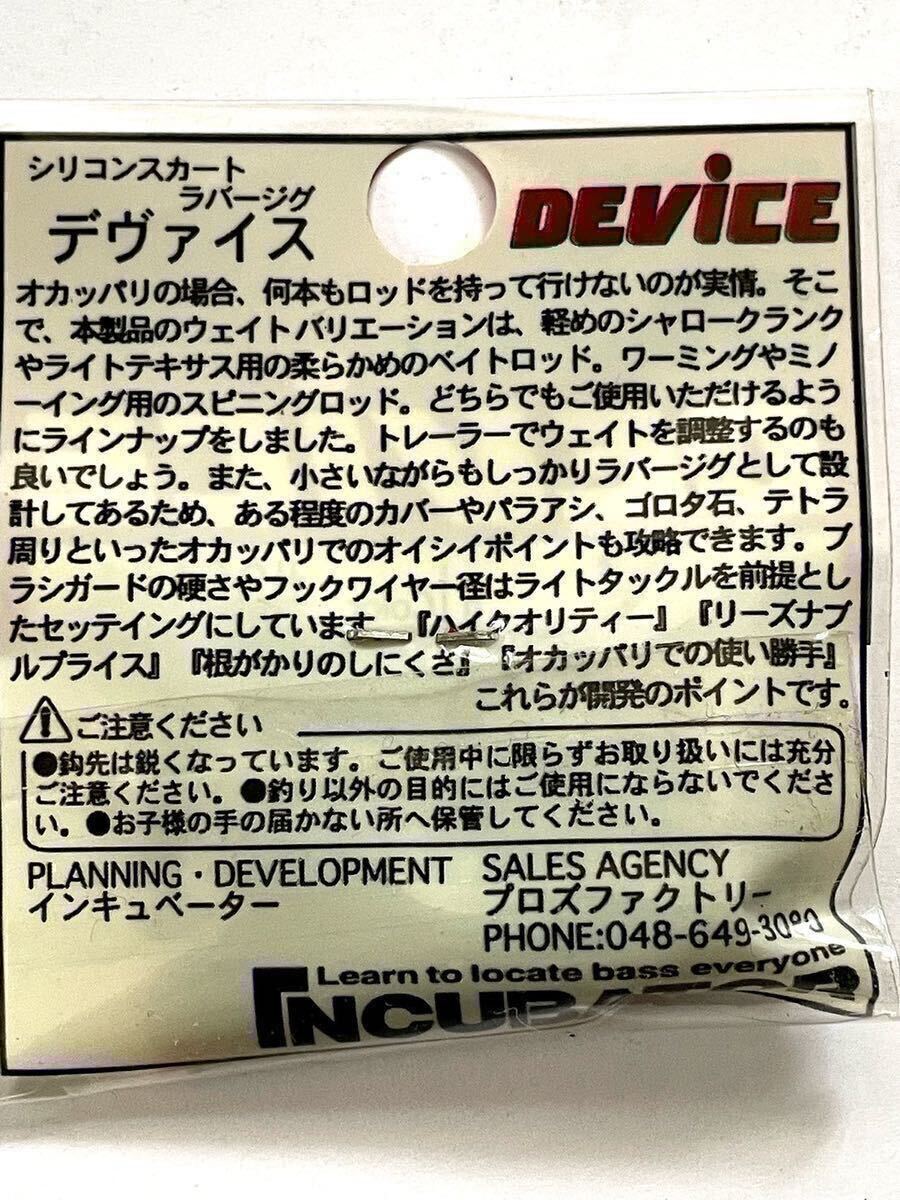 シリコンスカート
ラバージグ
デヴァイス
DEVICE
オカッパリの場合、何本もロッドを持って行けないのが実情。そこ
で、本製品のウェイトバリエーションは、軽めのシャロークランク
やライトテキサス用の柔らかめのベイトロッド。ワーミングやミノ
ーイング用のスピニングロッド。どちらでもご使用いただけるよう
にラインナップをしました。トレーラーでウェイトを調整するのも
良いでしょう。また、小さいながらもしっかりラバージグとして設
計してあるため、ある程度のカバーやパラアシ、ゴロタ石、テトラ
周りといったオカッパリでのオイシイポイントも攻略できます。ブ
ラシガードの硬さやフックワイヤー径はライトタックルを前提とし
たセッテイングにしています。『ハイクオリティー』『リーズナブ
ルプライス』『根がかりのしにくさ』『オカッパリでの使い勝手』
これらが開発のポイントです。
ご注意ください
●鈎先は鋭くなっています。ご使用中に限らずお取り扱いには充分
ご注意ください。●釣り以外の目的にはご使用にならないでくださ
い。●お子様の手の届かない所へ保管してください。
PLANNING・DEVELOPMENT
インキュベーター
SALES AGENCY
プロズファクトリー
PHONE:048-649-
Learn to locate bass everyone
INCUBATOR